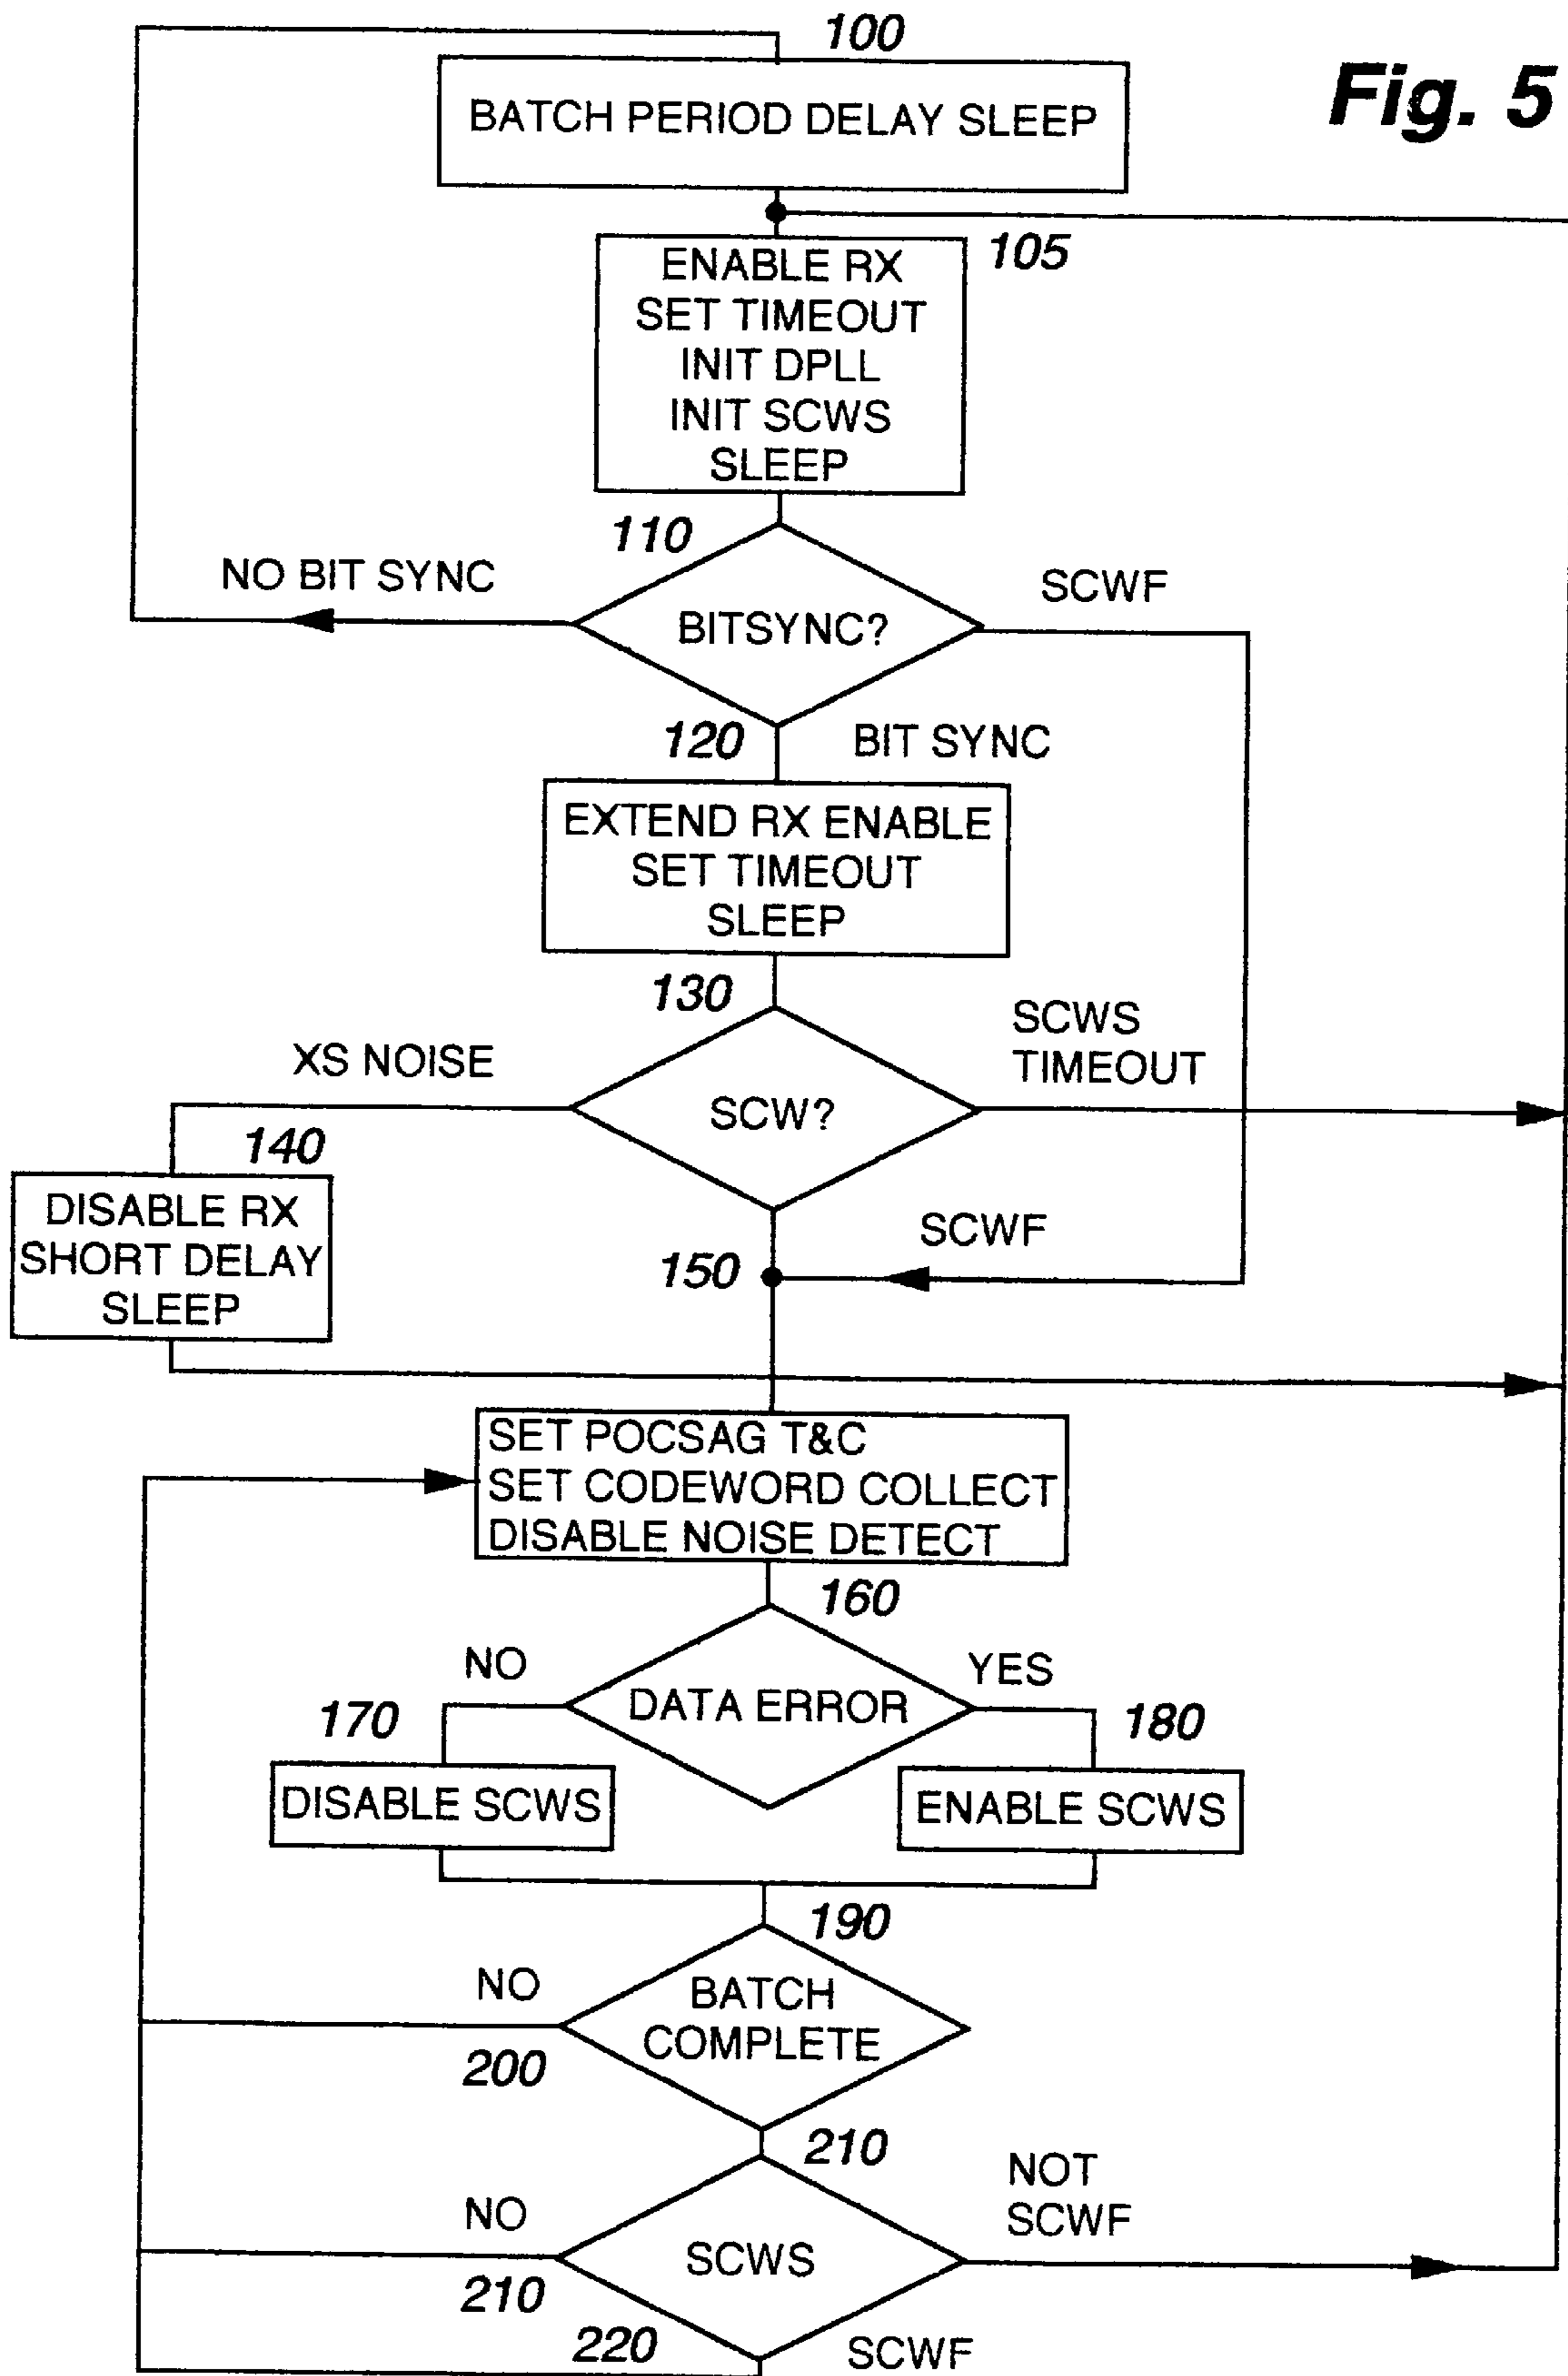 100
Fig. 5
BATCH PERIOD DELAY SLEEP
105
ENABLE RX
SET TIMEOUT
INIT DPLL
INIT SCWS
SLEEP
110
NO BIT SYNC
SCWF
BITSYNC?
120
BIT SYNC
EXTEND RX ENABLE
SET TIMEOUT
SLEEP
130
XS NOISE
SCWS
TIMEOUT
SCW?
140
DISABLE RX
SHORT DELAY
SLEEP
SCWF
150
SET POCSAG T&C
SET CODEWORD COLLECT
DISABLE NOISE DETECT
160
NO
YES
DATA ERROR
170
180
DISABLE SCWS
ENABLE SCWS
190
NO
BATCH
COMPLETE
200
210
NO
NOT
SCWF
SCWS
210
220
SCWF